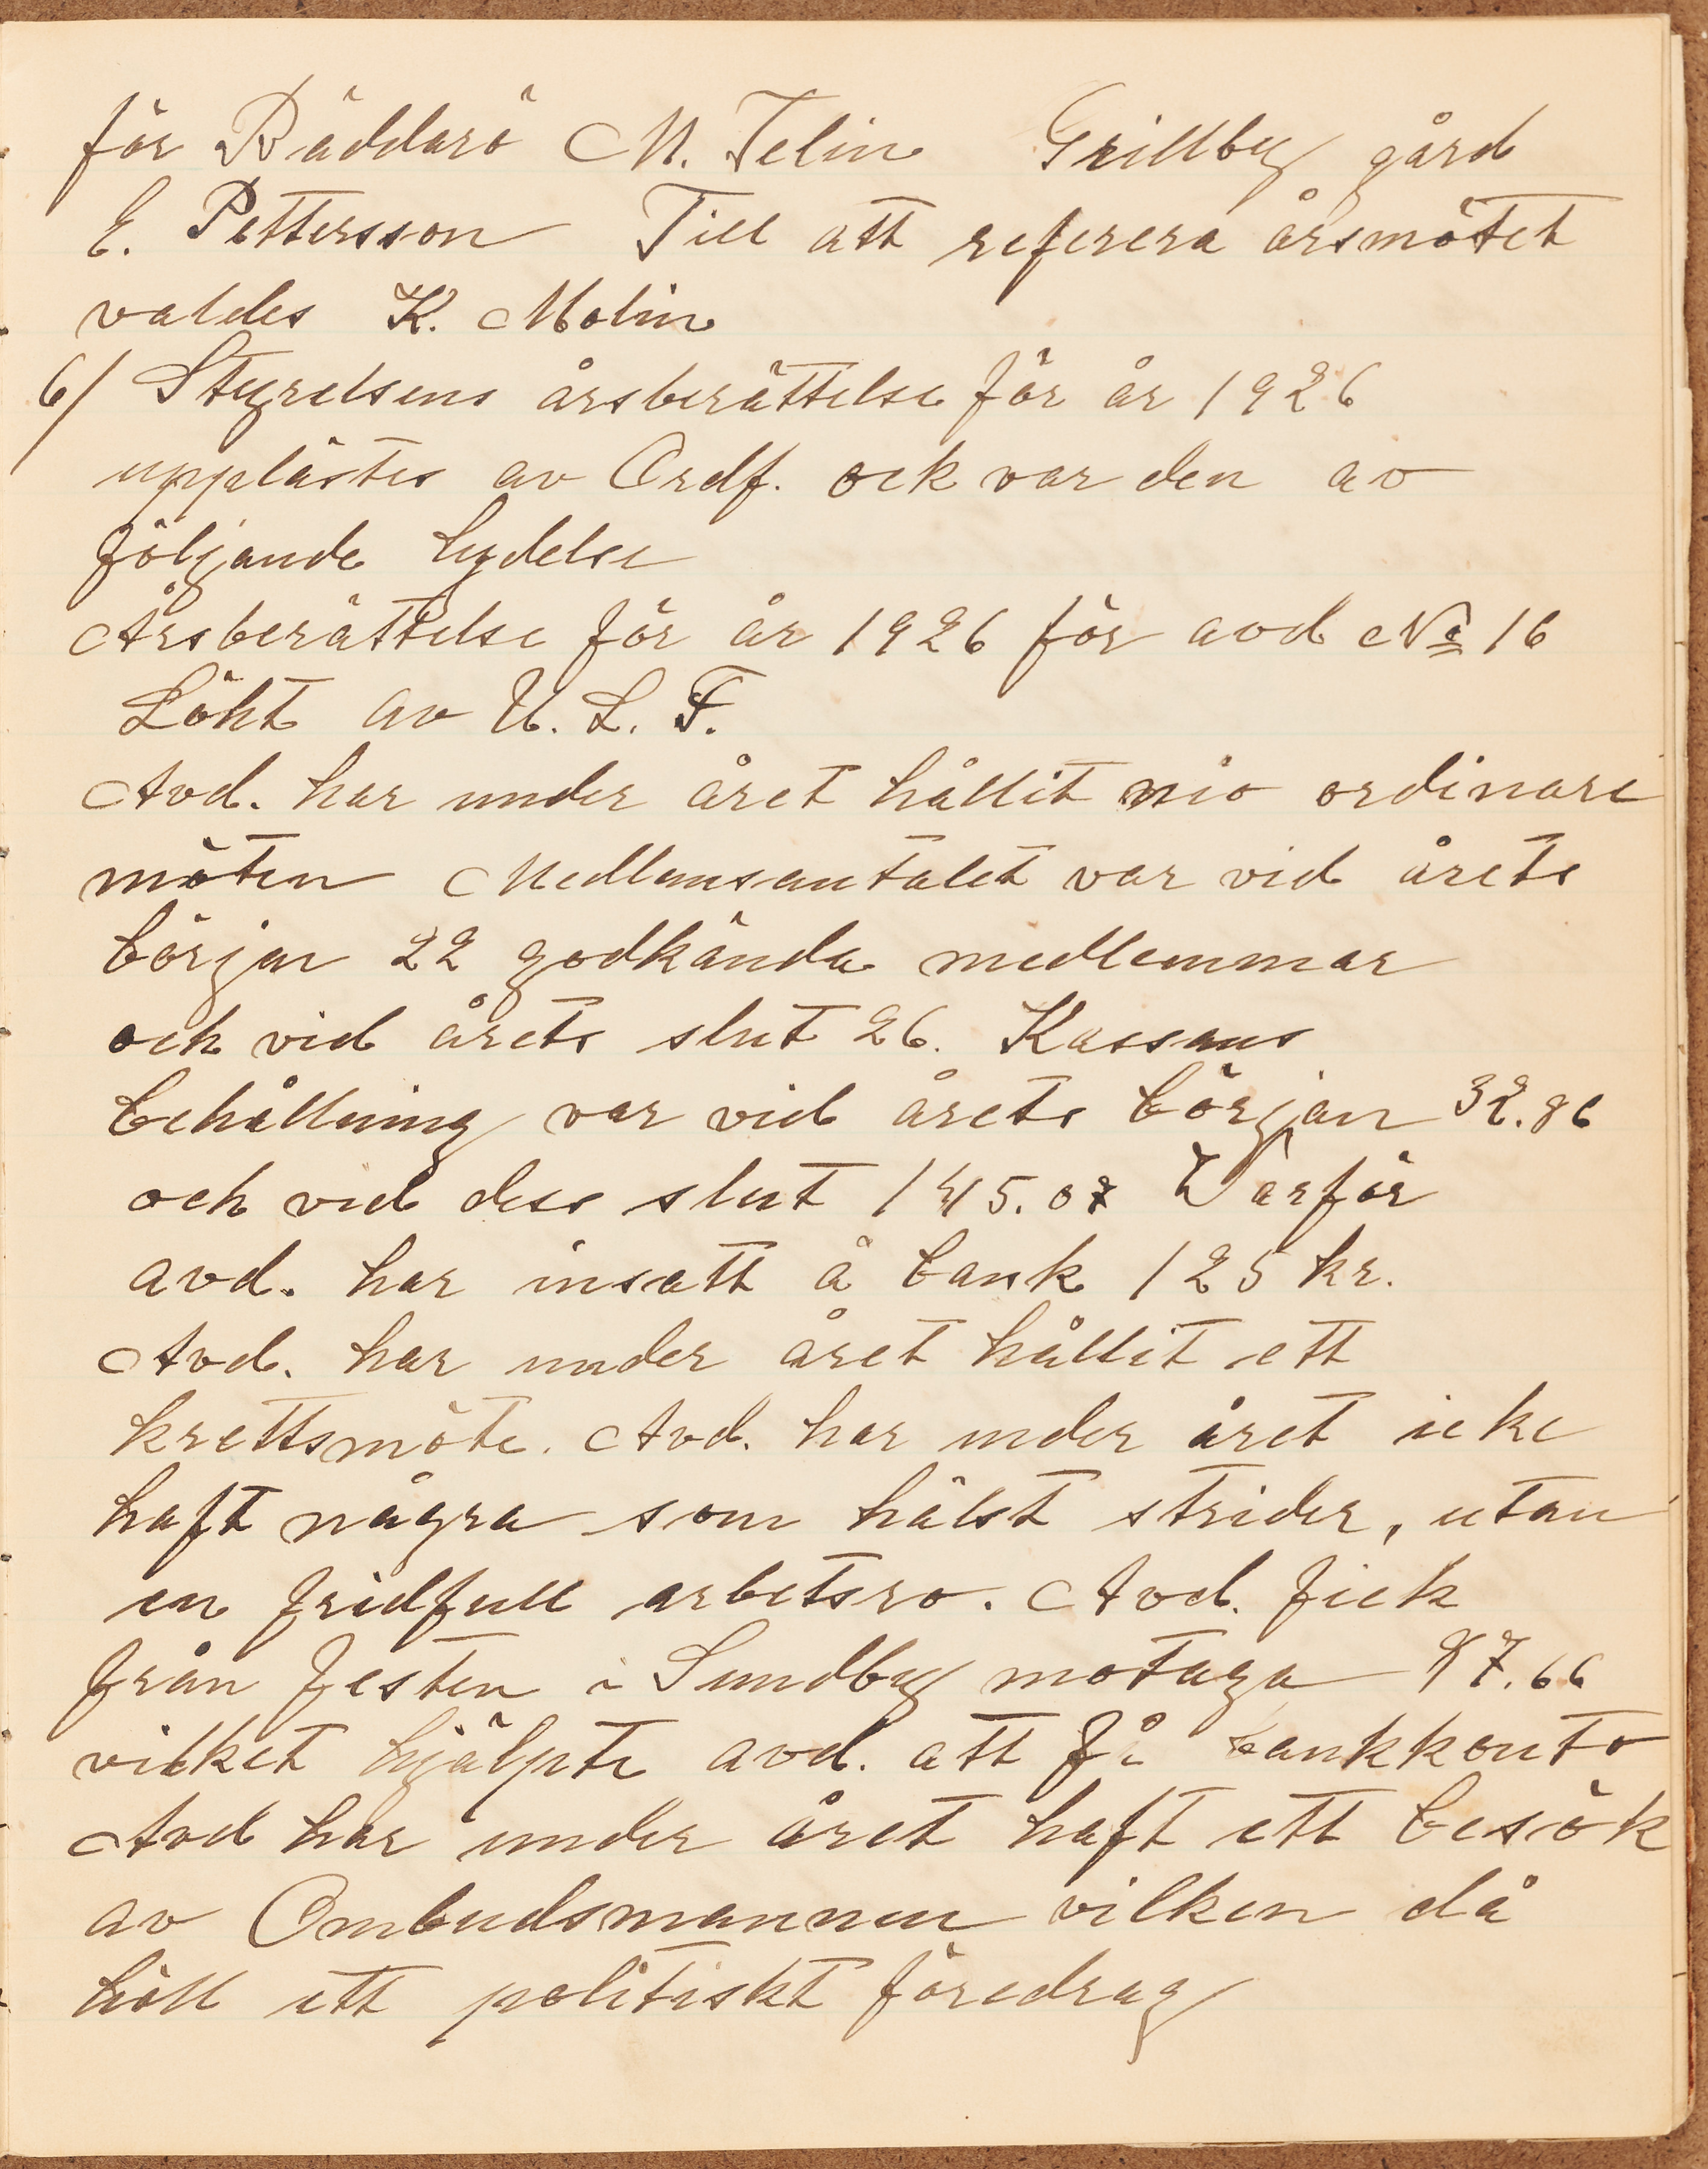 för Räddarö M. Telin Grillby gård
E. Pettersson Till att referera årsmötet
valdes K. Molin
6/ Styrelsens årsberättelse för år 1926
upplästes av Ordf. ock var den av
följande lydelse
Årsberättelse för år 1926 för avd No 16
Löht av U. L. F.
Avd. har under året hållit nio ordinare
möten Medlemsantalet var vid årets
början 22 godkända medlemmar
och vid årets slut 26. Kassans
behållning var vid årets början 32.86
och vid dess slut 145.07 Varför
avd. har insatt å bank 125 kr.
Avd. har under året hållit ett
krettsmöte. Avd. har under året icke
haft några som hälst strider, utan
en fridfull arbetsro. Avd. fick
från festen i Sundby motaga 97.66
vilket hjälpte avd. att få bankkonto
Avd har under året haft ett besök
av Ombudsmannen vilken då
höll ett politiskt föredrag